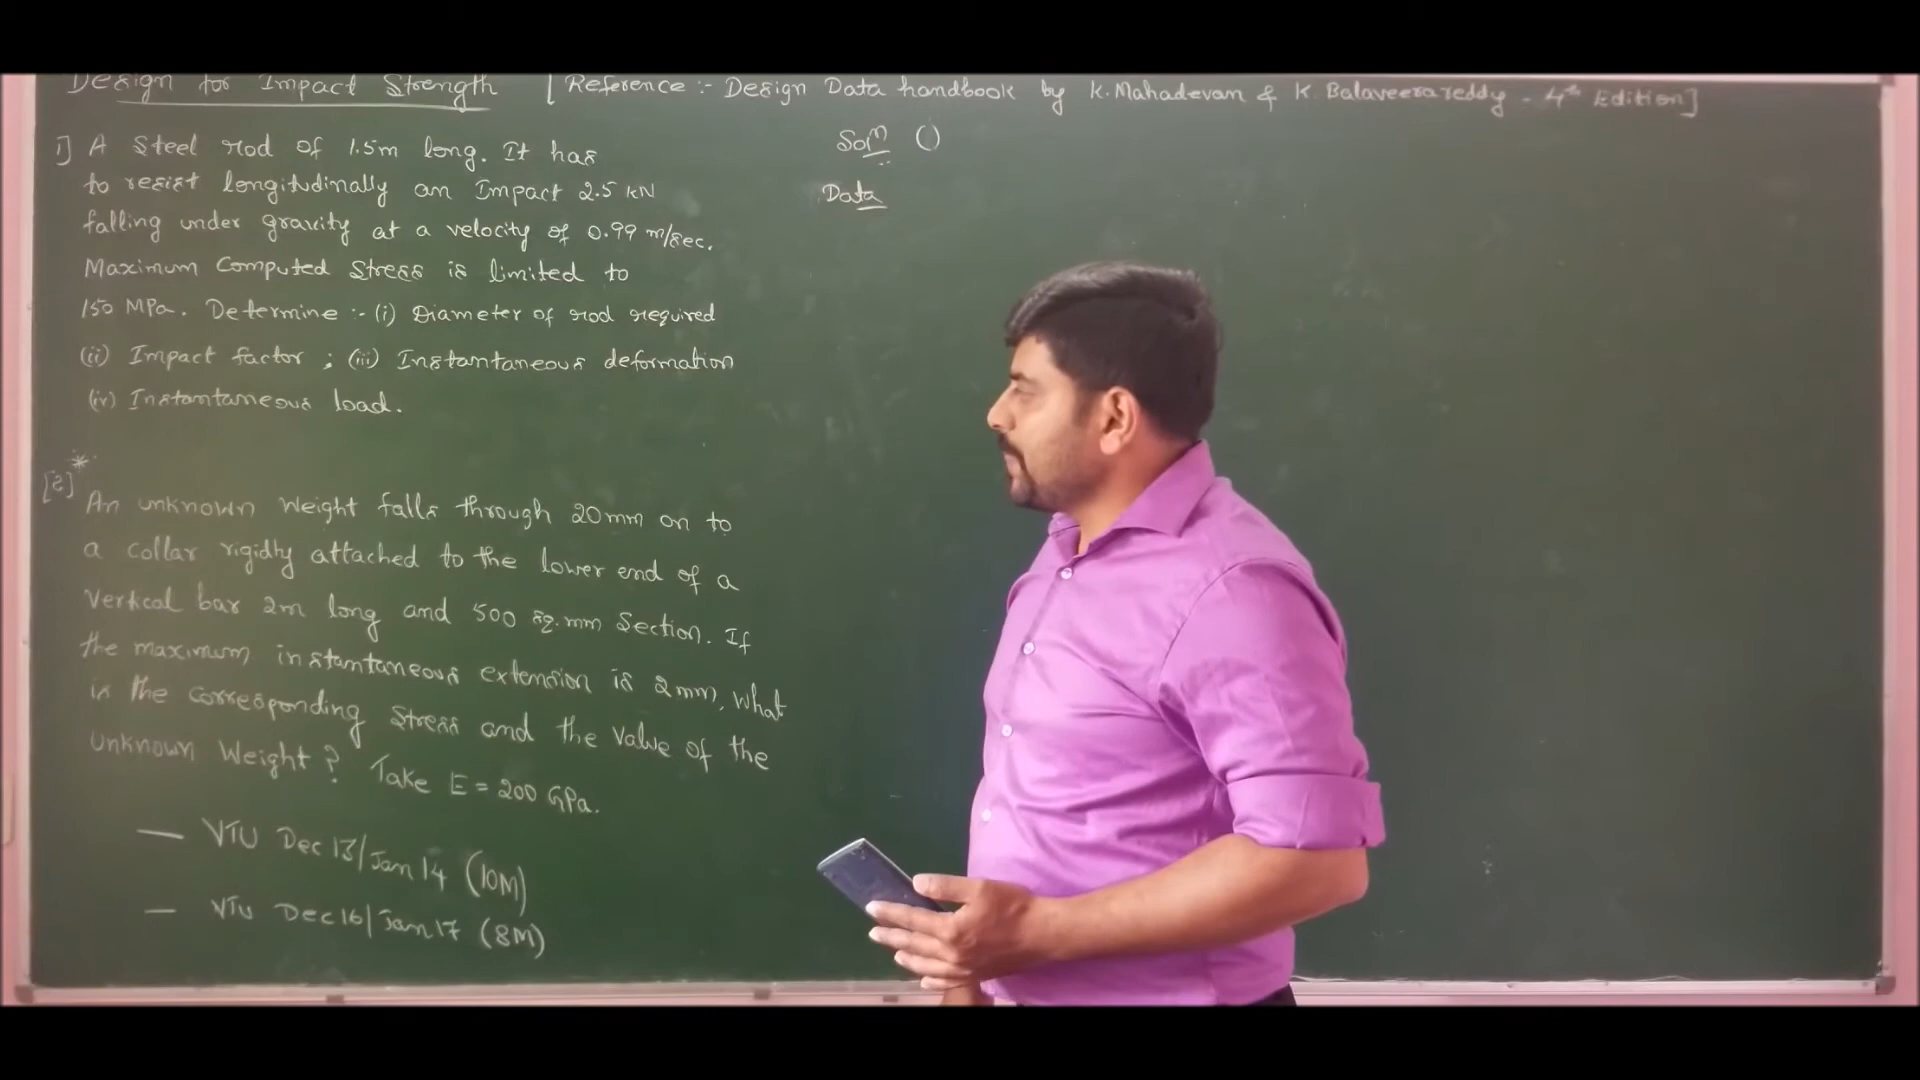 Design for Impact Strength [Reference :- Design Data handbook by K. Mahadevan & K. Balaveerareddy - 4th Edition]
1] A Steel rod of 1.5m long. It has
to resist longitudinally an Impact 2.5 kN
falling under gravity at a velocity of 0.99 m/sec.
Maximum Computed Stress is limited to
150 MPa. Determine :- (i) Diameter of rod required
(ii) Impact factor ; (iii) Instantaneous deformation
(iv) Instantaneous load.
[2]*
An unknown Weight falls through 20mm on to
a collar rigidly attached to the lower end of a
Vertical bar 2m long and 500 sq.mm Section. If
the maximum instantaneous extension is 2mm, What
is the corresponding Stress and the value of the
Unknown Weight ? Take E = 200 GPa.
— VTU Dec 13/Jan 14 (10M)
— VTU Dec 16/Jan 17 (8M)
Soln ()
Data